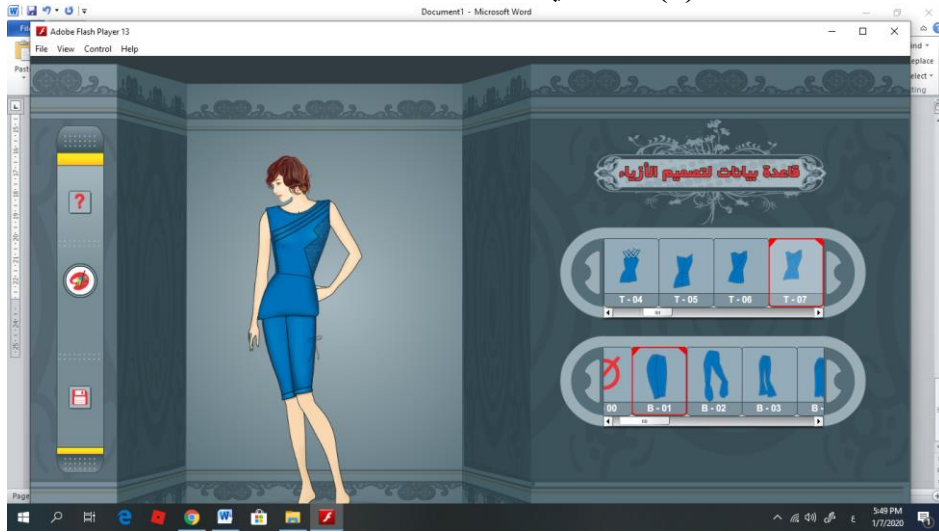 Document1 - Microsoft Word
Adobe Flash Player 13
File View Control Help
قاعدة بيانات لتصميم الأزياء
?
T - 04 T - 05 T - 06 T - 07
00 B - 01 B - 02 B - 03 B -
Page
5:49 PM
1/7/2020